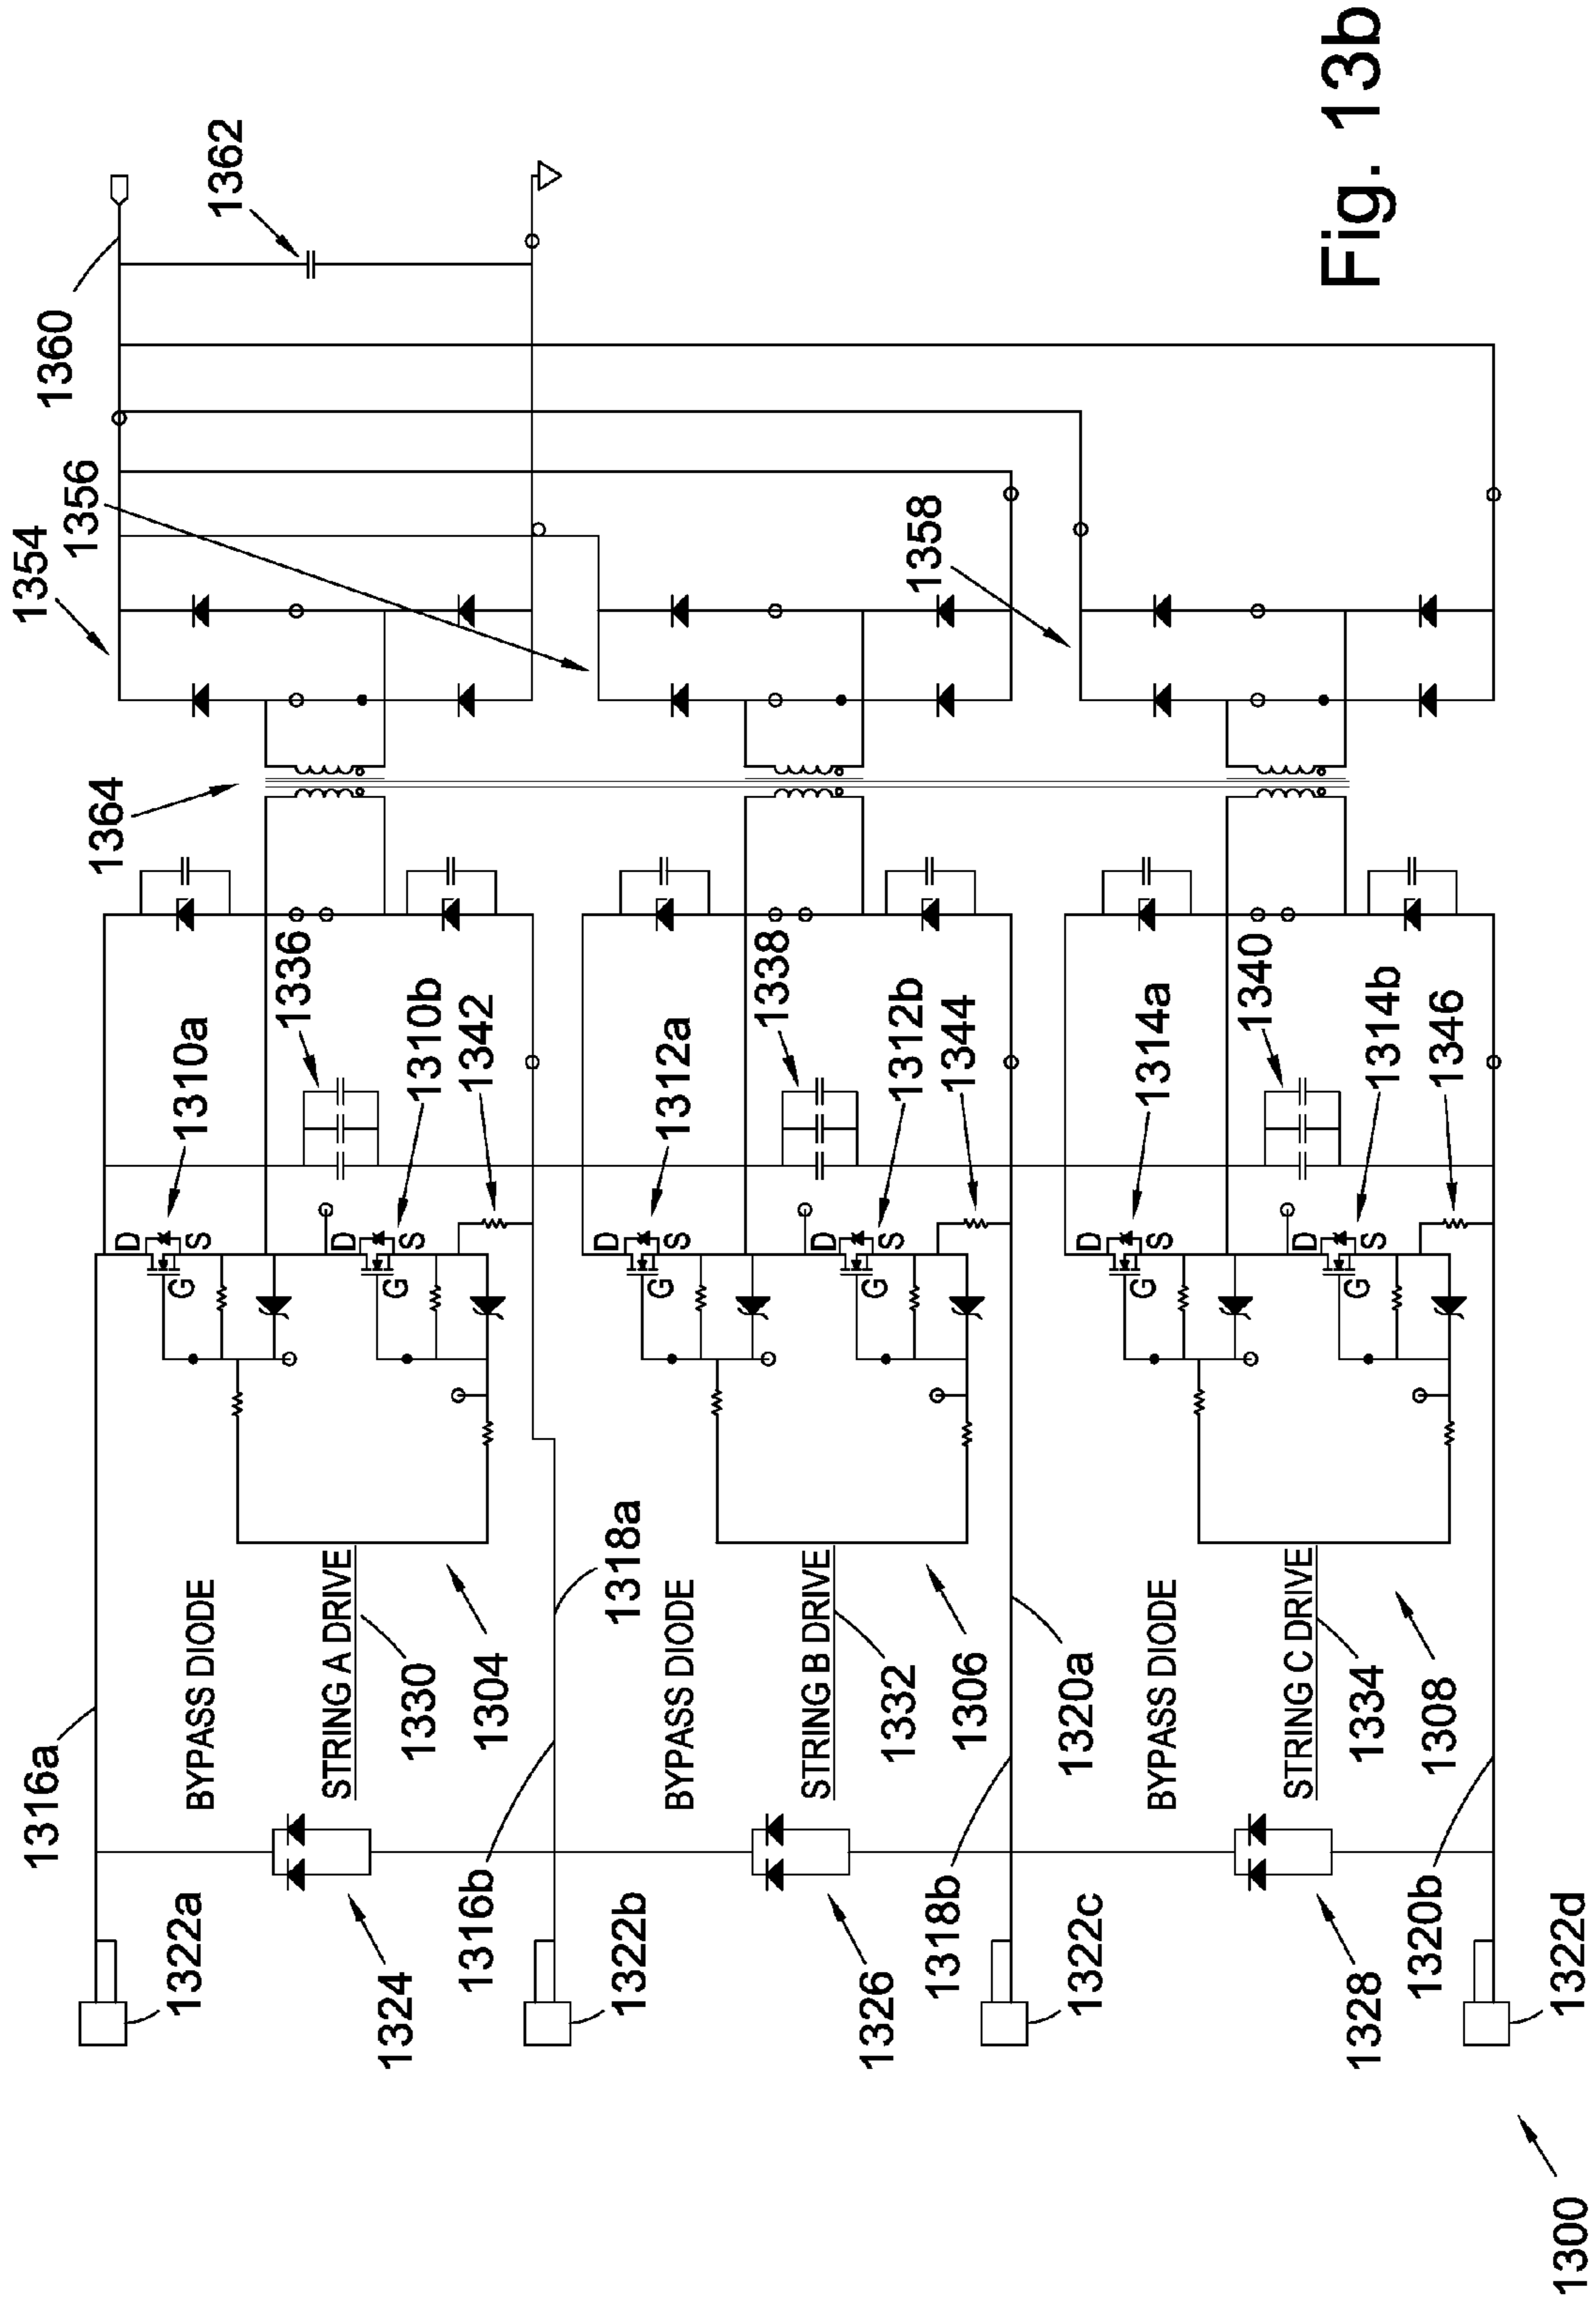 1300
1322a
1316a
1324
BYPASS DIODE
STRING A DRIVE
1330
1304
1316b
1322b
1318a
1326
BYPASS DIODE
STRING B DRIVE
1332
1306
1318b
1322c
1320a
1328
BYPASS DIODE
STRING C DRIVE
1334
1308
1320b
1322d
D
G
S
1310a
1336
D
G
S
1310b
1342
D
G
S
1312a
1338
D
G
S
1312b
1344
D
G
S
1314a
1340
D
G
S
1314b
1346
1364
1354
1356
1358
1360
1362
Fig. 13b